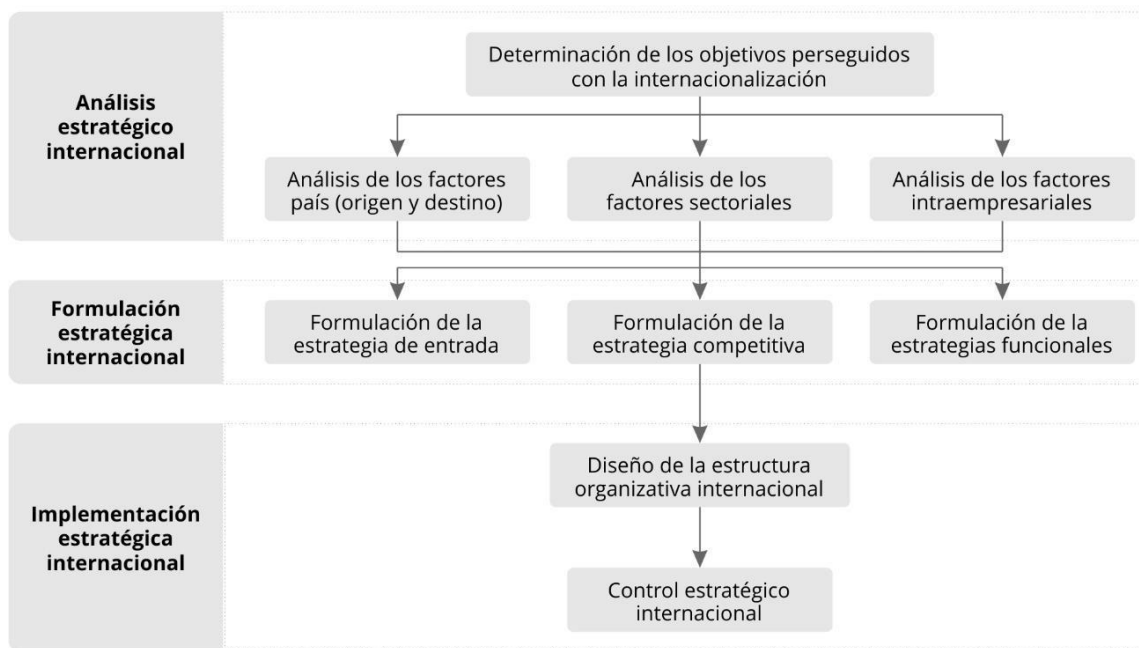 Análisis
estratégico
internacional
Determinación de los objetivos perseguidos
con la internacionalización
Análisis de los factores
país (origen y destino)
Análisis de los
factores sectoriales
Análisis de los factores
intraempresariales
Formulación
estratégica
internacional
Formulación de la
estrategia de entrada
Formulación de la
estrategia competitiva
Formulación de la
estrategias funcionales
Implementación
estratégica
internacional
Diseño de la estructura
organizativa internacional
Control estratégico
internacional